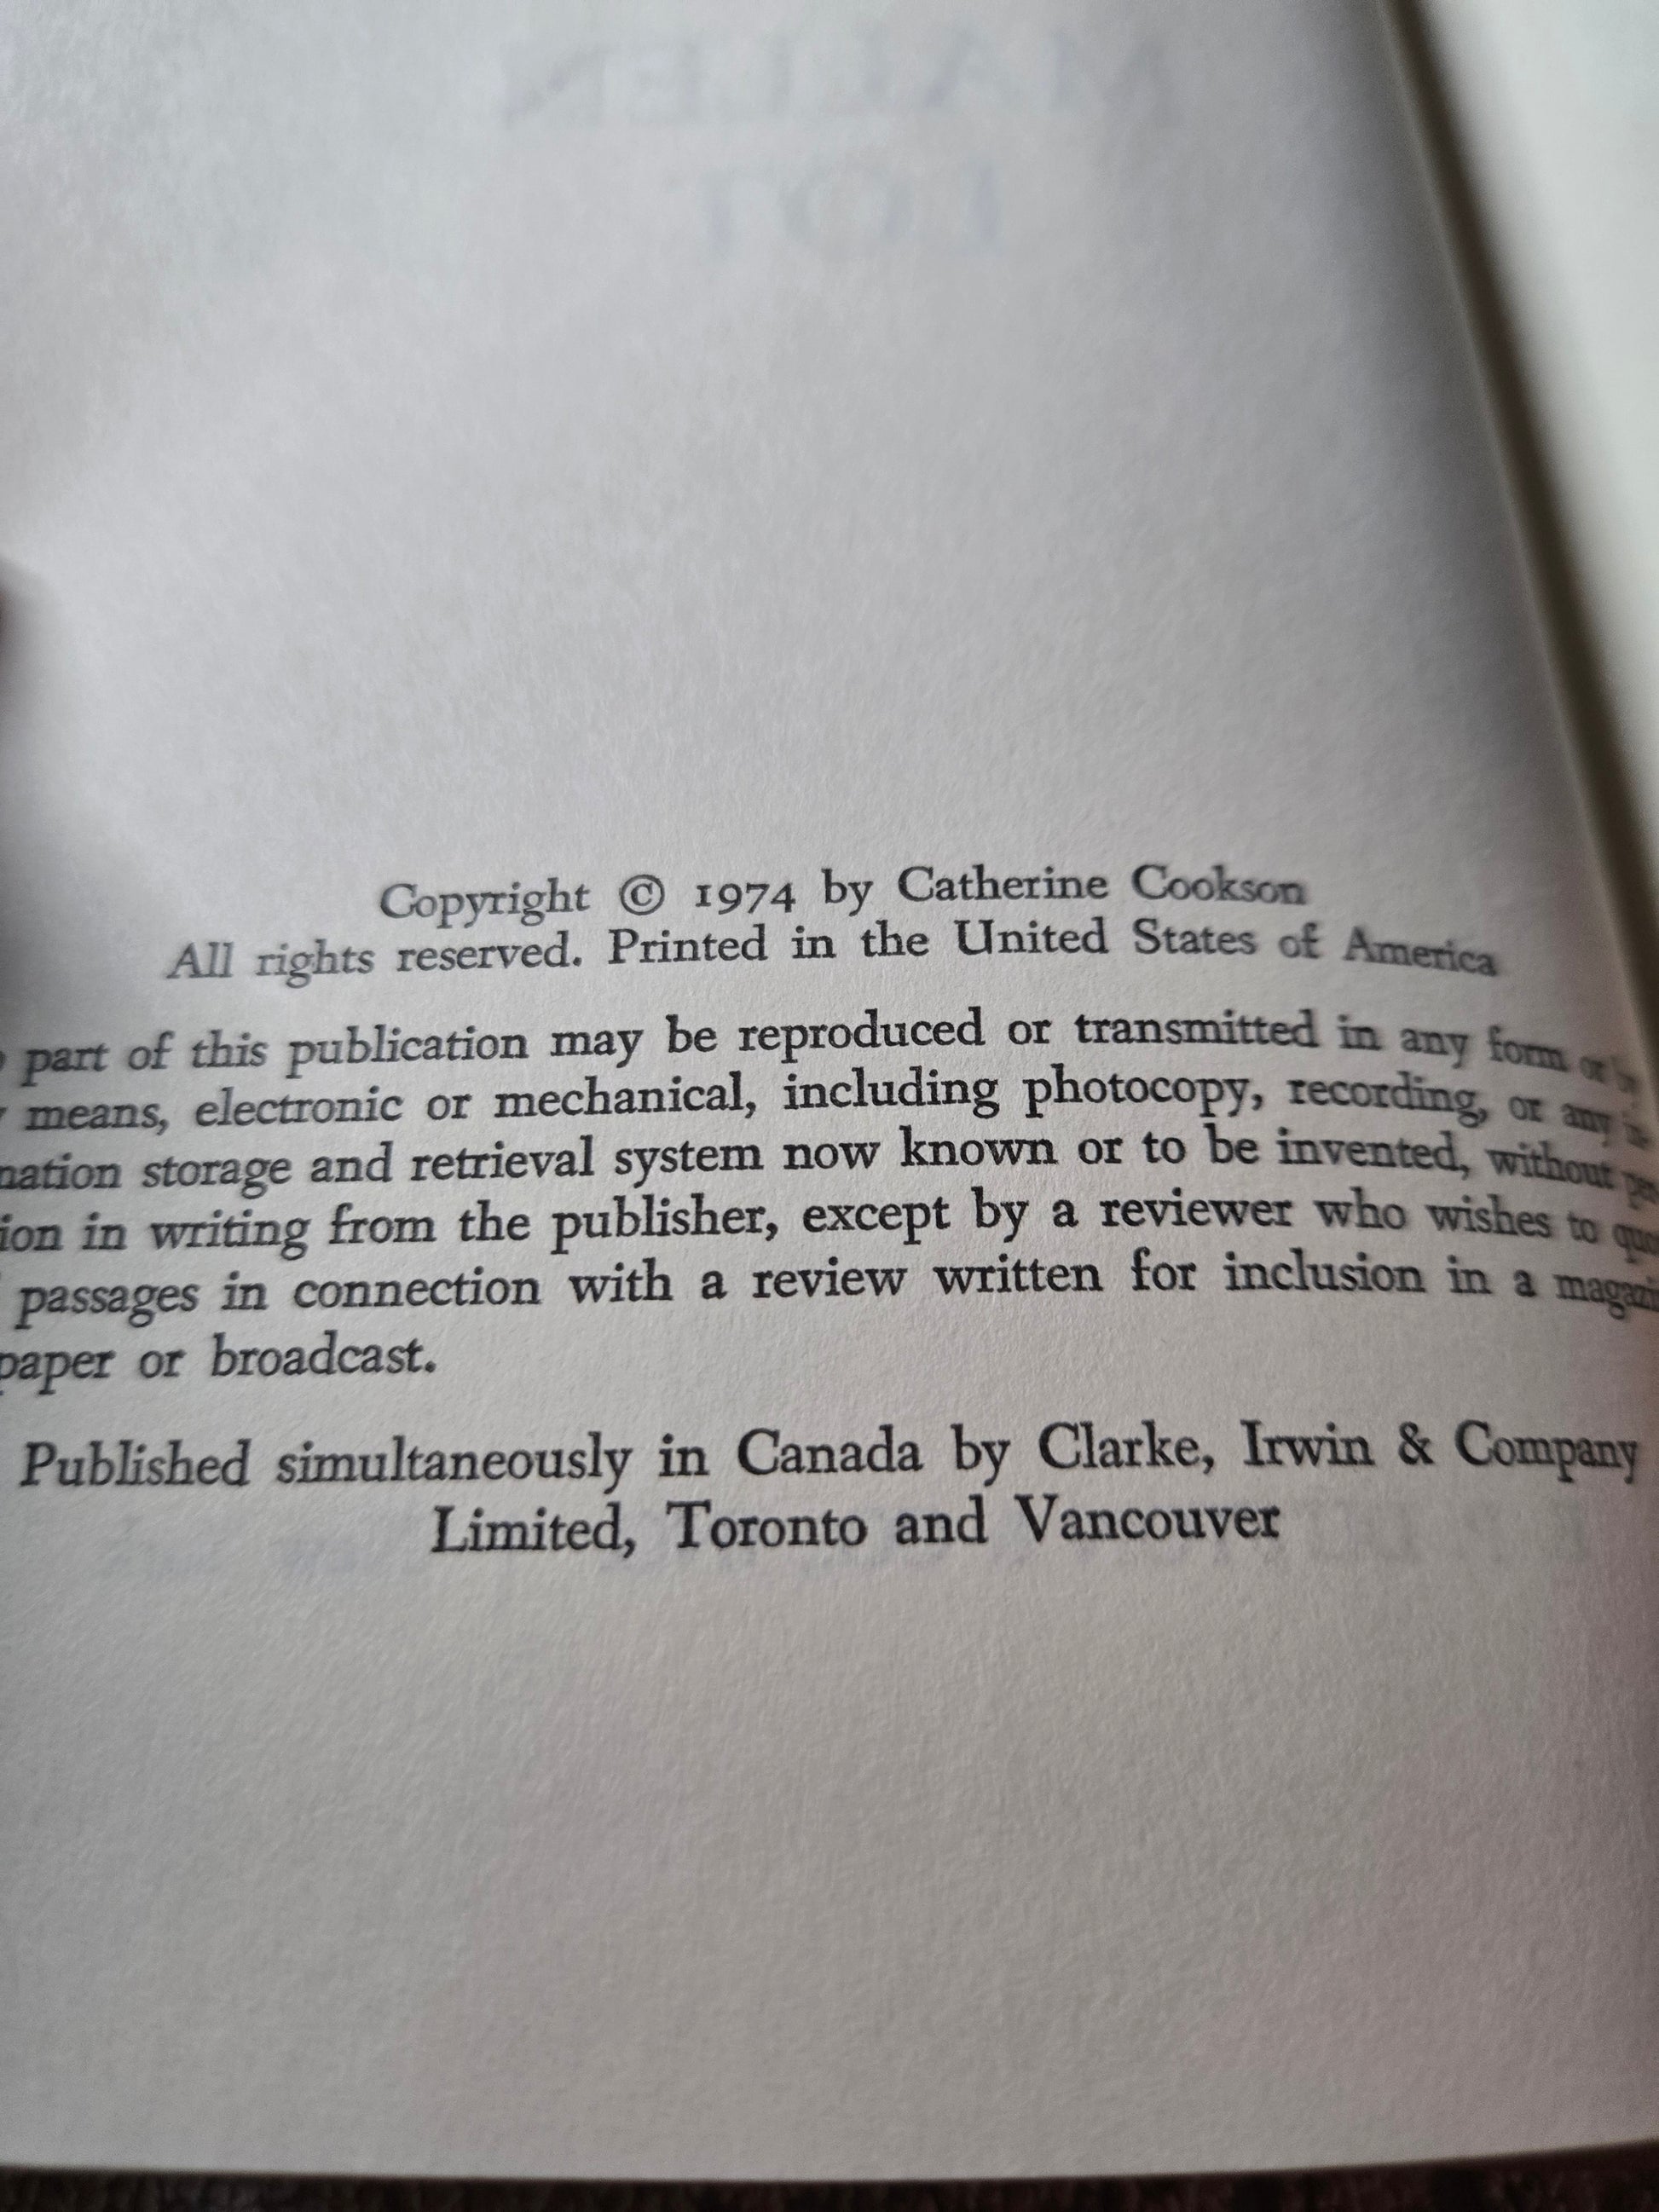 MALLEN
LOT
Copyright © 1974 by Catherine Cookson
All rights reserved. Printed in the United States of America
part of this publication may be reproduced or transmitted in any form or
means, electronic or mechanical, including photocopy, recording, or any
mation storage and retrieval system now known or to be invented, without
ion in writing from the publisher, except by a reviewer who wishes to
passages in connection with a review written for inclusion in a
paper or broadcast.
Published simultaneously in Canada by Clarke, Irwin & Company
Limited, Toronto and Vancouver